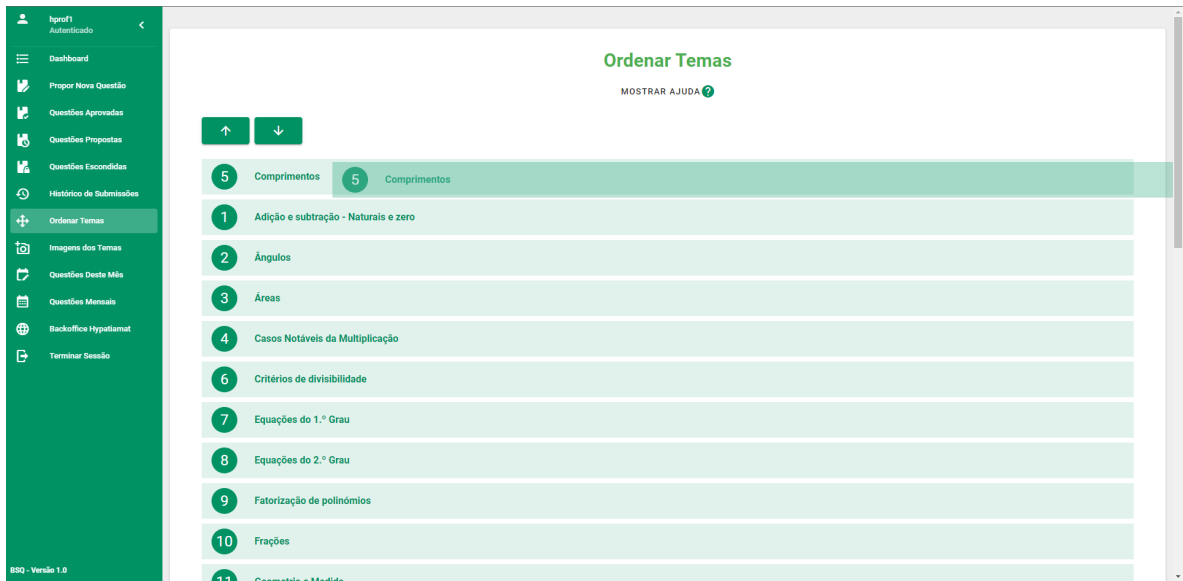 hprof1
Autenticado
Dashboard
Propor Nova Questão
Questões Aprovadas
Questões Propostas
Questões Escondidas
Histórico de Submissões
Ordenar Temas
Imagens dos Temas
Questões Deste Mês
Questões Mensais
Backoffice Hypatiamat
Terminar Sessão
BSQ - Versão 1.0
Ordenar Temas
MOSTRAR AJUDA ?
5 Comprimentos
5 Comprimentos
1 Adição e subtração - Naturais e zero
2 Ângulos
3 Áreas
4 Casos Notáveis da Multiplicação
6 Critérios de divisibilidade
7 Equações do 1.º Grau
8 Equações do 2.º Grau
9 Fatorização de polinómios
10 Frações
11 Geometria e Medida